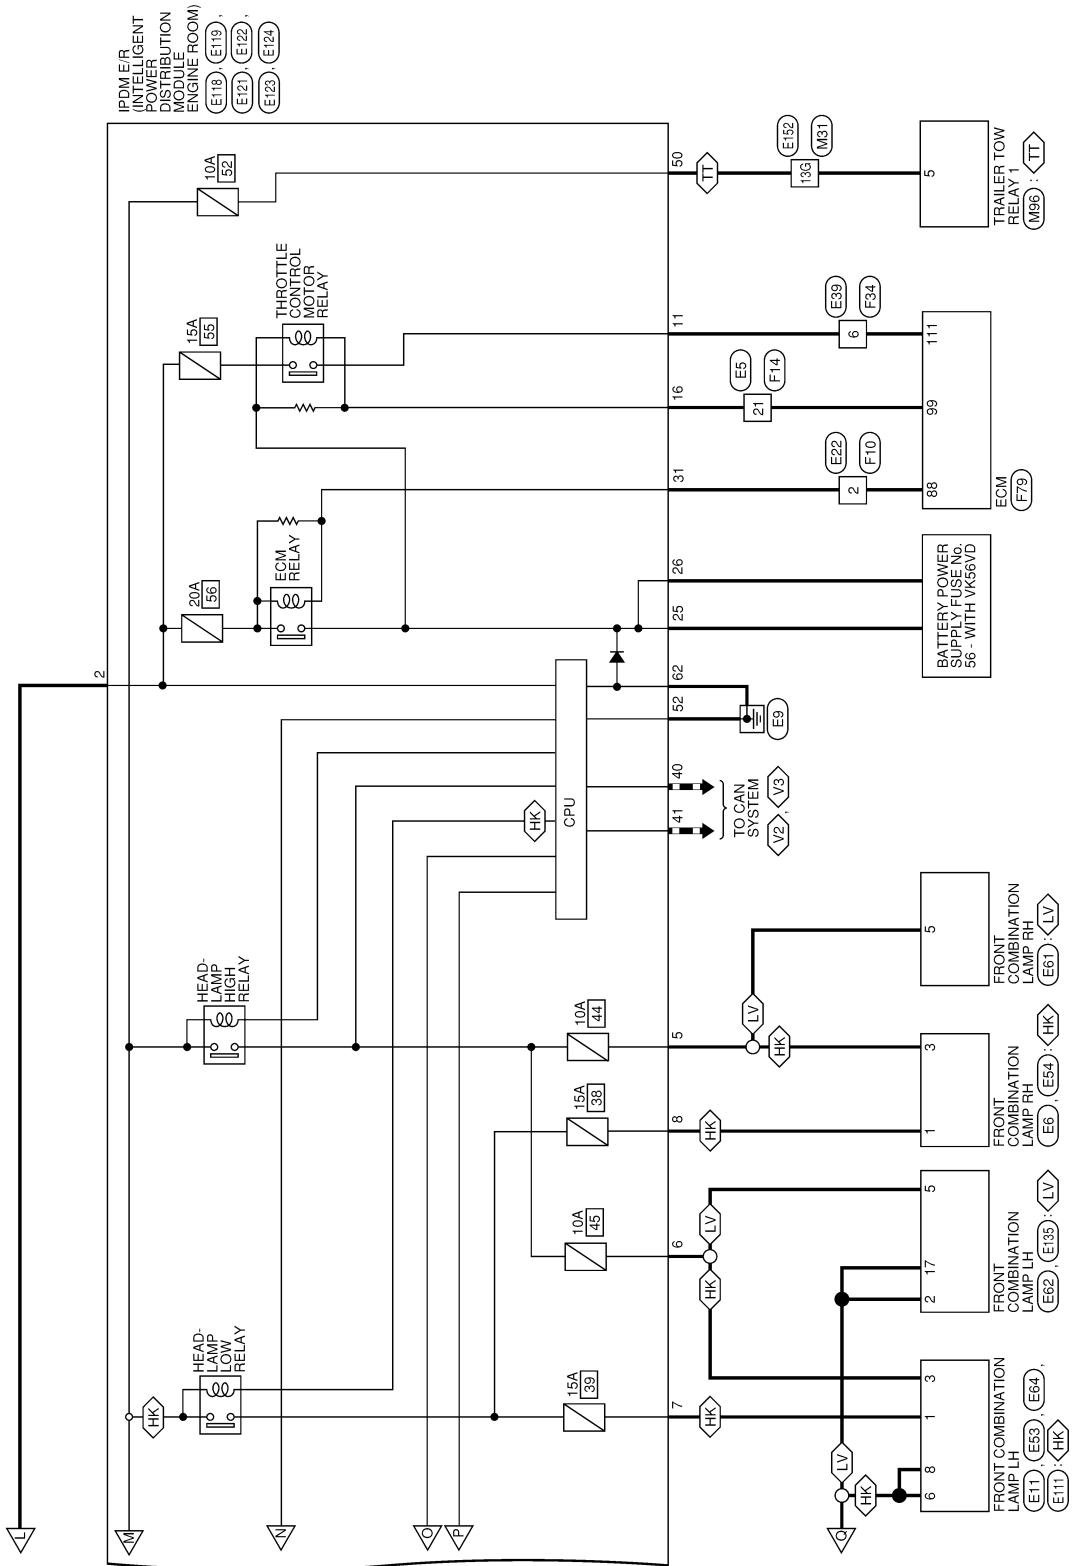 IPDM E/R
(INTELLIGENT
POWER
DISTRIBUTION
MODULE
ENGINE ROOM)
E118 , E119 ,
E121 , E122 ,
E123 , E124
10A
52
50
TT
E152
13G
M31
5
TRAILER TOW
RELAY 1
M96 : TT
15A
55
THROTTLE
CONTROL
MOTOR
RELAY
11
E39
6
F34
111
16
E5
21
F14
99
20A
56
ECM
RELAY
31
E22
2
F10
88
ECM
F79
26
25
BATTERY POWER
SUPPLY FUSE No.
56 - WITH VK56VD
2
L
62
52
E9
CPU
HK
40
41
TO CAN
SYSTEM
V2 , V3
HEAD-
LAMP
HIGH
RELAY
10A
44
5
LV
HK
5
FRONT
COMBINATION
LAMP RH
E61 : LV
3
15A
38
8
HK
1
FRONT
COMBINATION
LAMP RH
E6 , E54 : HK
10A
45
6
LV
HK
5
17
2
FRONT
COMBINATION
LAMP LH
E62 , E135 : LV
HEAD-
LAMP
LOW
RELAY
HK
15A
39
7
HK
3
1
8
6
LV
HK
FRONT COMBINATION
LAMP LH
E11 , E53 , E64 ,
E111 : HK
M
N
O
P
Q